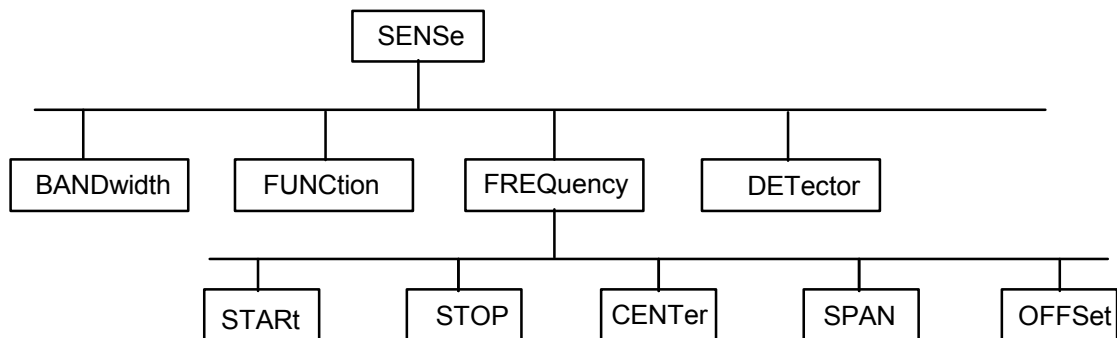 SENSe
BANDwidth FUNCtion FREQuency DETector
STARt STOP CENTer SPAN OFFSet